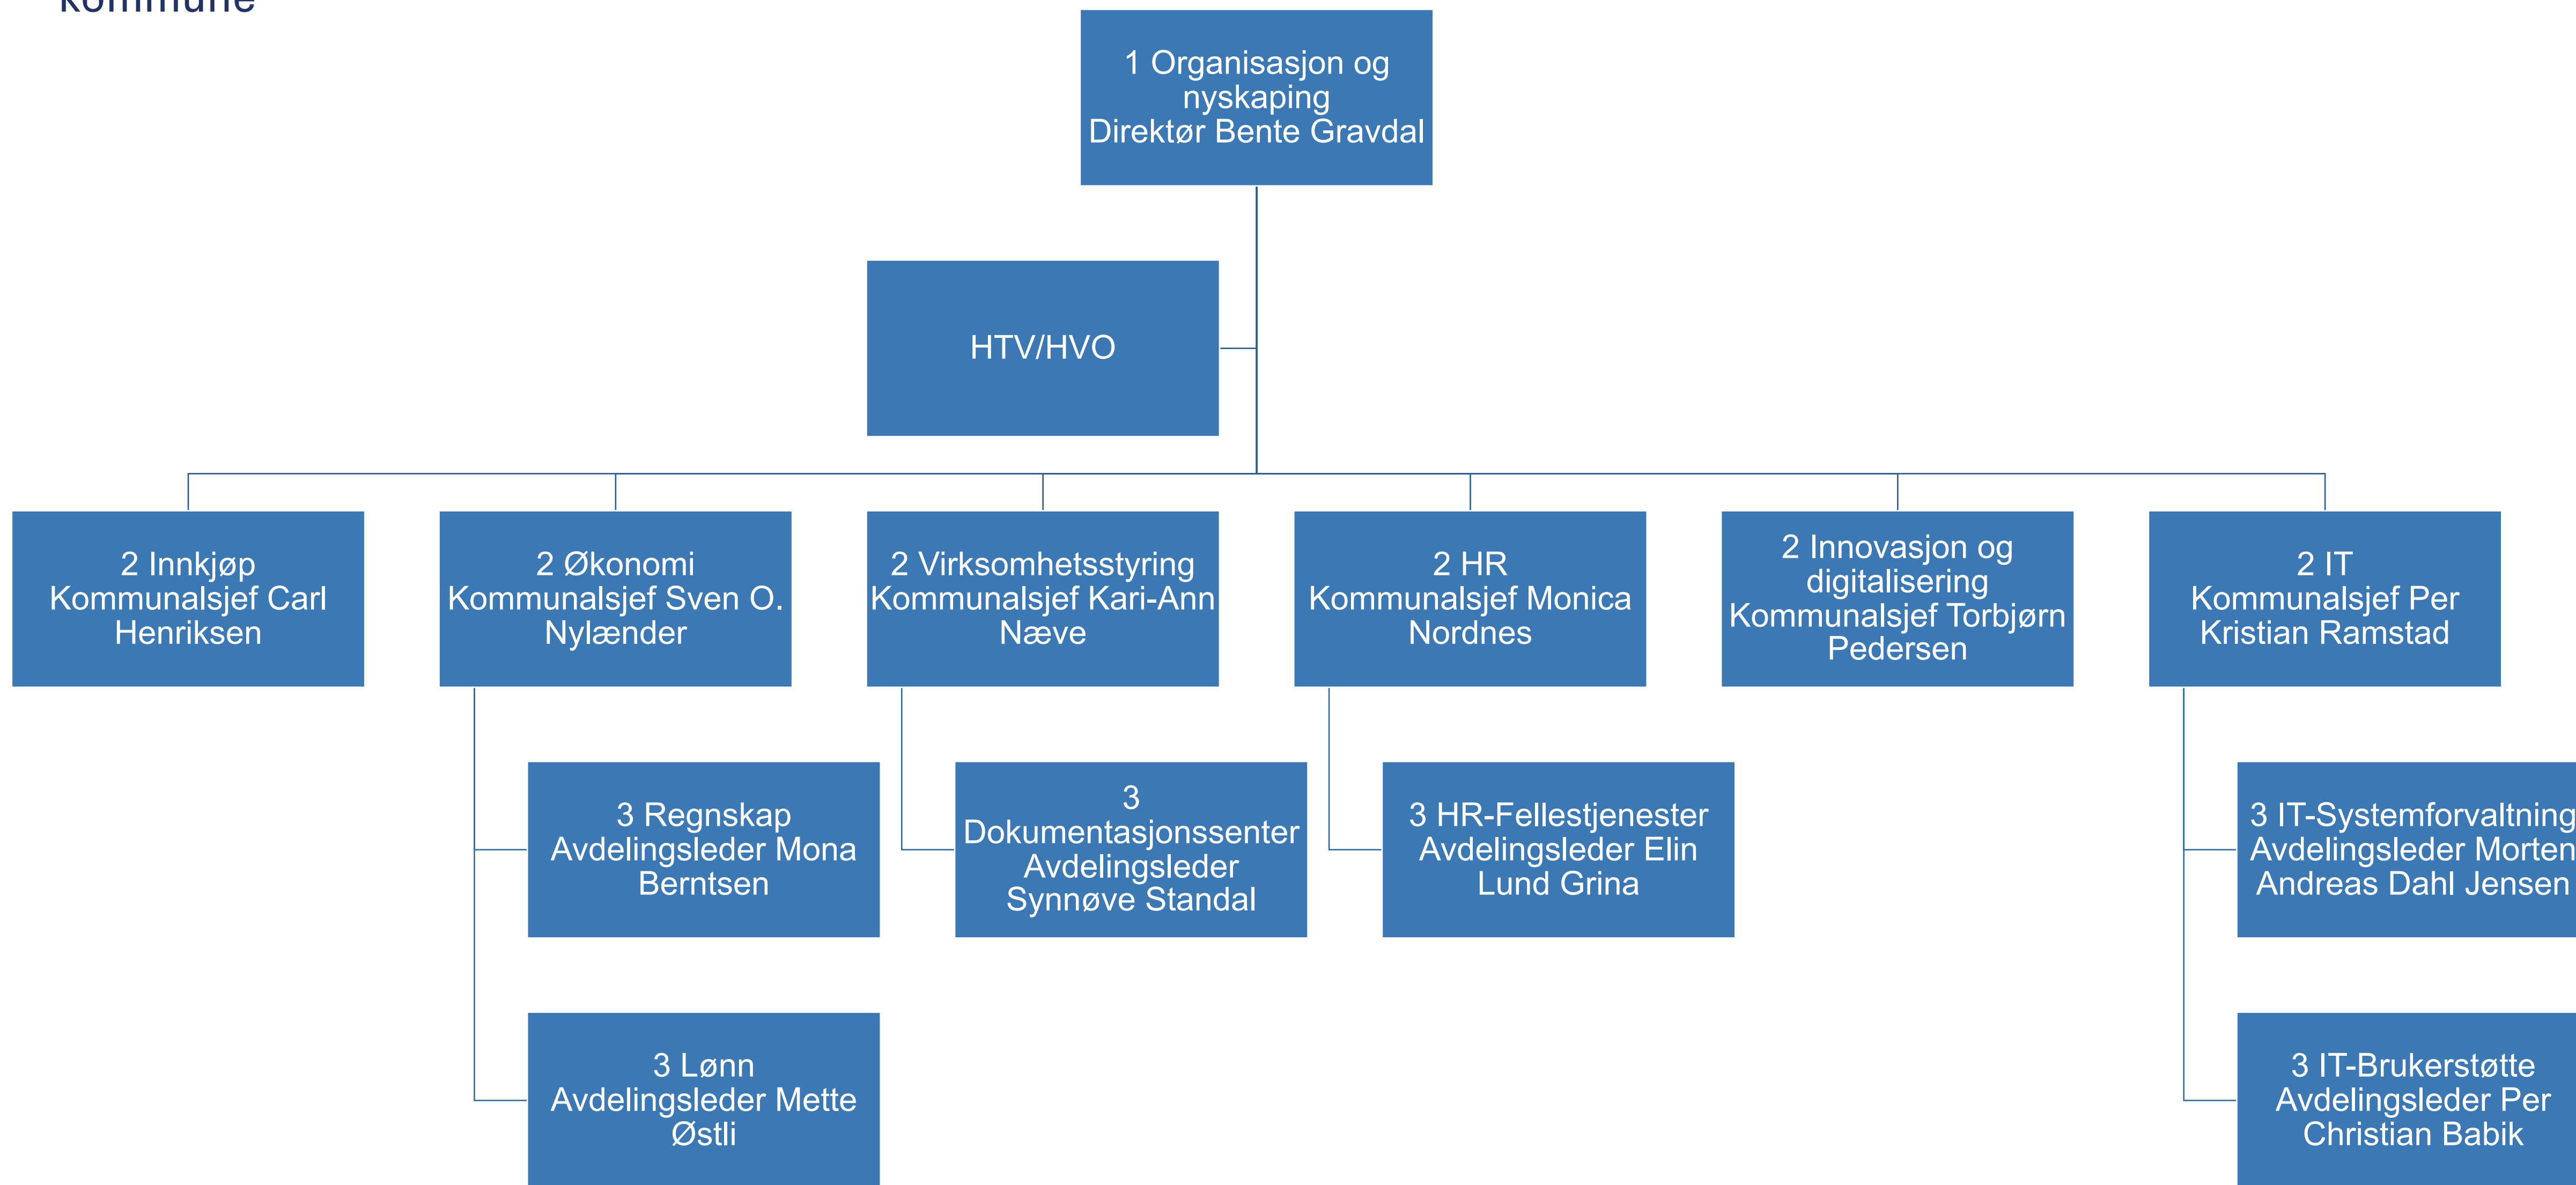 kommune
1 Organisasjon og
nyskaping
Direktør Bente Gravdal
HTV/HVO
2 Innkjøp
Kommunalsjef Carl
Henriksen
2 Økonomi
Kommunalsjef Sven O.
Nylænder
2 Virksomhetsstyring
Kommunalsjef Kari-Ann
Næve
2 HR
Kommunalsjef Monica
Nordnes
2 Innovasjon og
digitalisering
Kommunalsjef Torbjørn
Pedersen
2 IT
Kommunalsjef Per
Kristian Ramstad
3 Regnskap
Avdelingsleder Mona
Berntsen
3
Dokumentasjonssenter
Avdelingsleder
Synnøve Standal
3 HR-Fellestjenester
Avdelingsleder Elin
Lund Grina
3 IT-Systemforvaltning
Avdelingsleder Morten
Andreas Dahl Jensen
3 Lønn
Avdelingsleder Mette
Østli
3 IT-Brukerstøtte
Avdelingsleder Per
Christian Babik